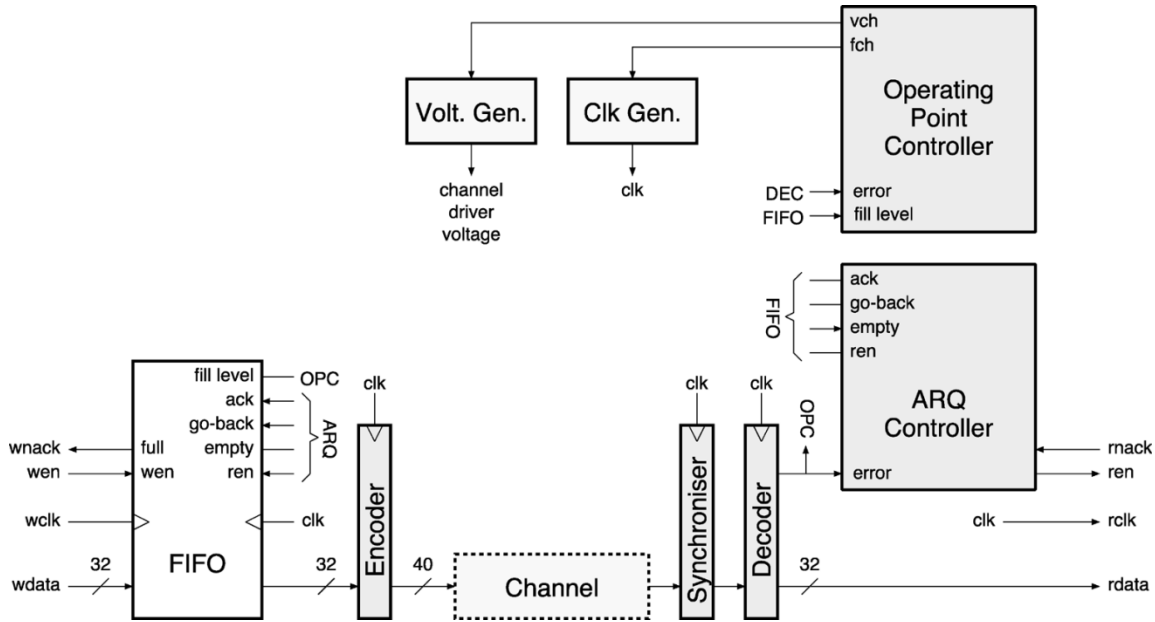 vch
fch
Operating
Point
Controller
Volt. Gen.
Clk Gen.
channel
driver
voltage
clk
DEC
error
FIFO
fill level
FIFO
ack
go-back
empty
ren
ARQ
Controller
error
rnack
ren
fill level
OPC
ack
go-back
empty
ren
ARQ
wnack
full
wen
wen
wclk
clk
FIFO
wdata
32
32
clk
Encoder
40
Channel
clk
Synchroniser
clk
Decoder
OPC
32
clk
rclk
rdata